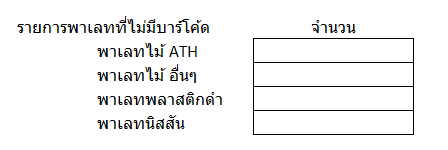 รายการพาเลทที่ไม่มีบาร์โค้ด จำนวน
พาเลทไม้ ATH
พาเลทไม้ อื่นๆ
พาเลทพลาสติกดำ
พาเลทนิสสัน